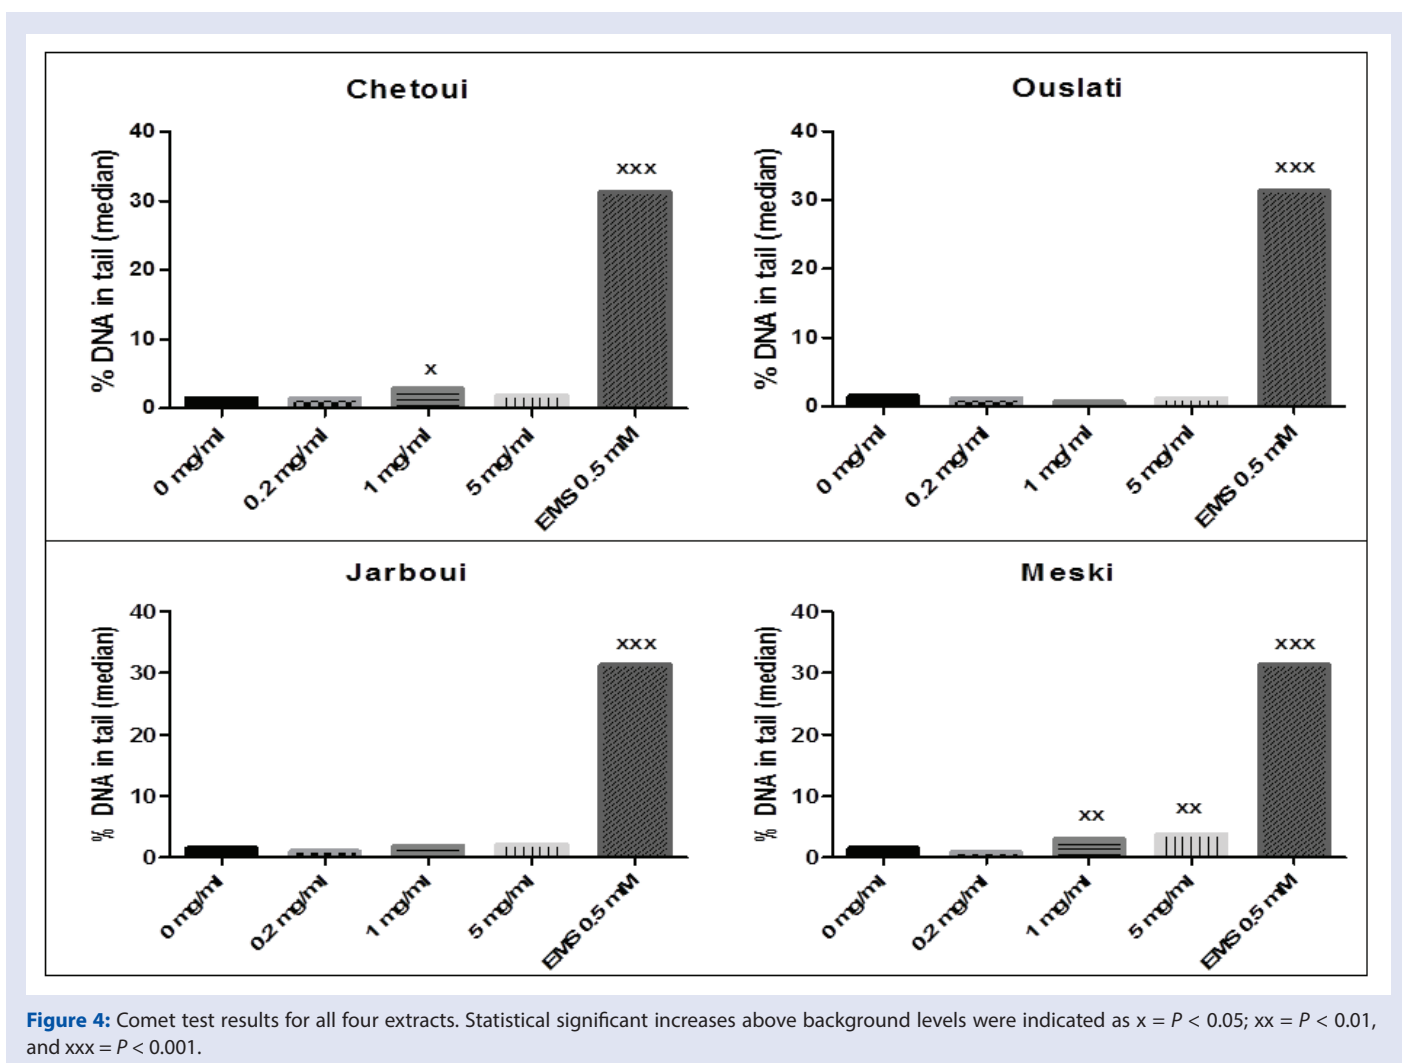 Chetoui
% DNA in tail (median)
40
30
20
10
0
x
xxx
0 mg/ml
0.2 mg/ml
1 mg/ml
5 mg/ml
EMS 0.5 mM
Ouslati
% DNA in tail (median)
40
30
20
10
0
xxx
0 mg/ml
0.2 mg/ml
1 mg/ml
5 mg/ml
EMS 0.5 mM
Jarboui
% DNA in tail (median)
40
30
20
10
0
xxx
0 mg/ml
0.2 mg/ml
1 mg/ml
5 mg/ml
EMS 0.5 mM
Meski
% DNA in tail (median)
40
30
20
10
0
xx
xx
xxx
0 mg/ml
0.2 mg/ml
1 mg/ml
5 mg/ml
EMS 0.5 mM
Figure 4: Comet test results for all four extracts. Statistical significant increases above background levels were indicated as x = P < 0.05; xx = P < 0.01,
and xxx = P < 0.001.